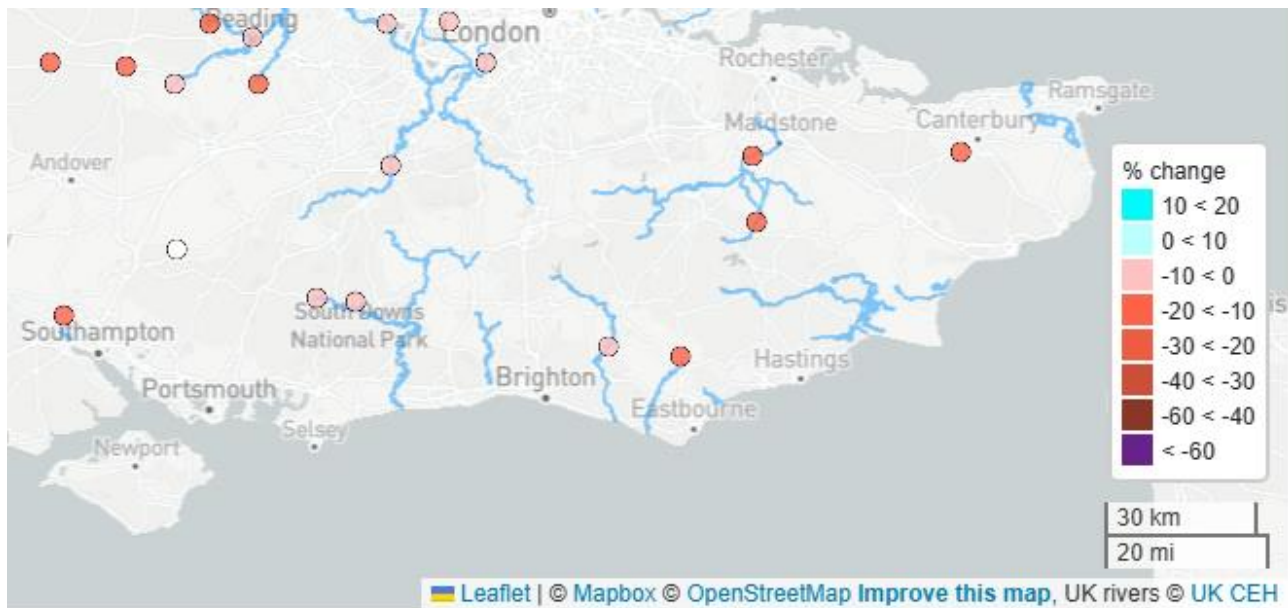 Reading
London
Rochester
Ramsgate
Maidstone
Canterbury
Andover
% change
10 < 20
0 < 10
-10 < 0
-20 < -10
-30 < -20
-40 < -30
-60 < -40
< -60
South Downs
National Park
Southampton
Hastings
Brighton
Portsmouth
Eastbourne
Selsey
Newport
30 km
20 mi
Leaflet | © Mapbox © OpenStreetMap Improve this map, UK rivers © UK CEH